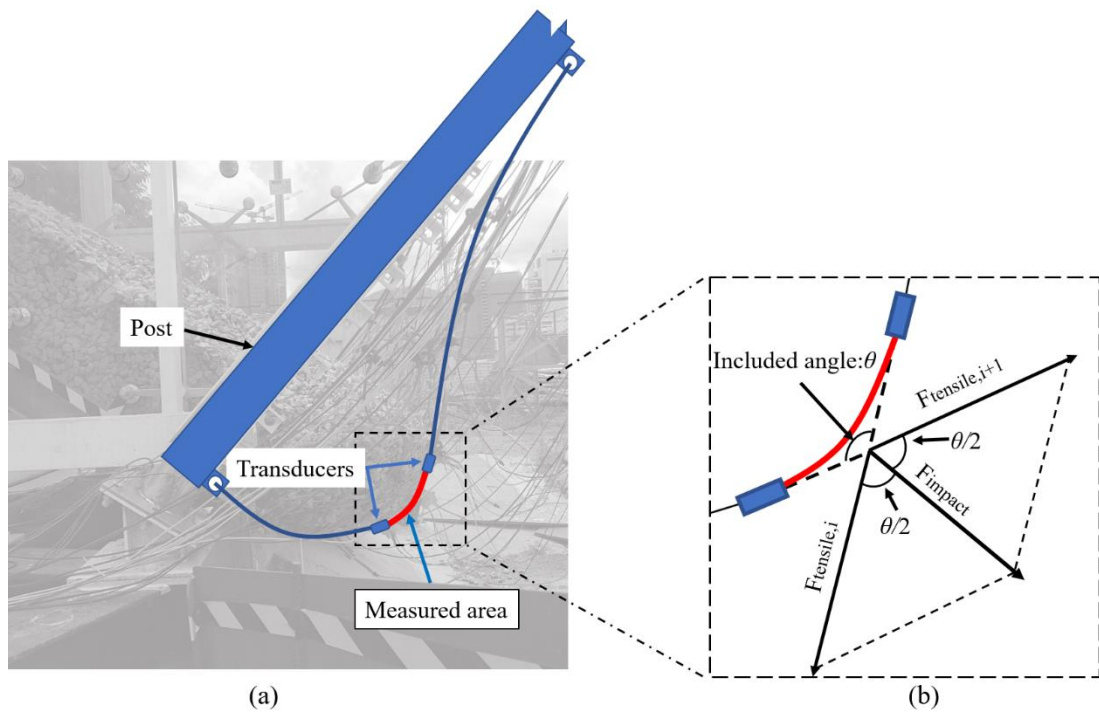 Post
Transducers
Measured area
(a)
Included angle:θ
Ftensile,i+1
θ/2
Fimpact
θ/2
Ftensile,i
(b)